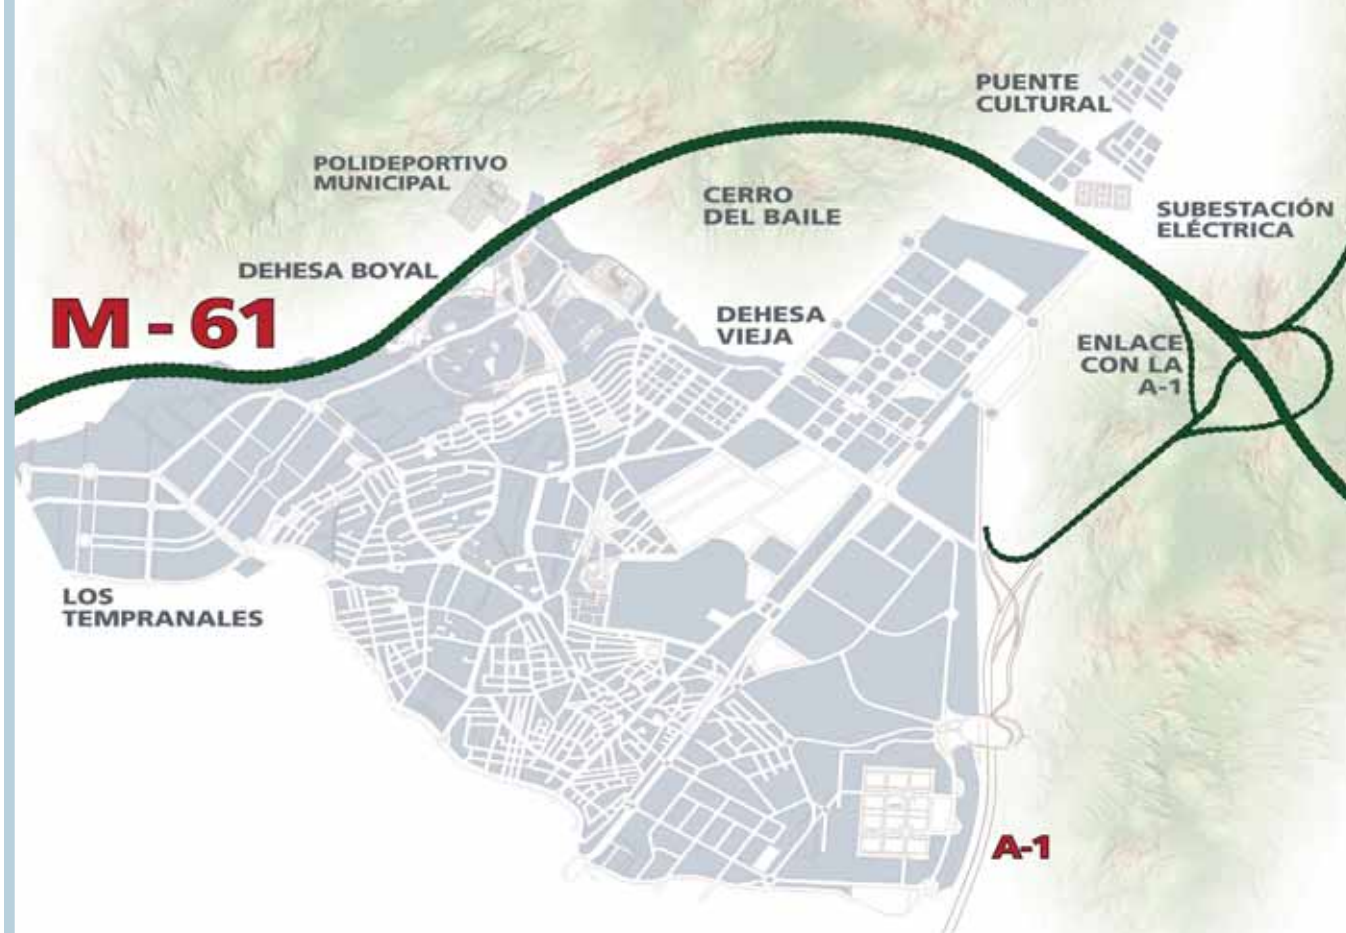 PUENTE
CULTURAL
POLIDEPORTIVO
MUNICIPAL
CERRO
DEL BAILE
SUBESTACIÓN
ELÉCTRICA
DEHESA BOYAL
M - 61
DEHESA
VIEJA
ENLACE
CON LA
A-1
LOS
TEMPRANALES
A-1